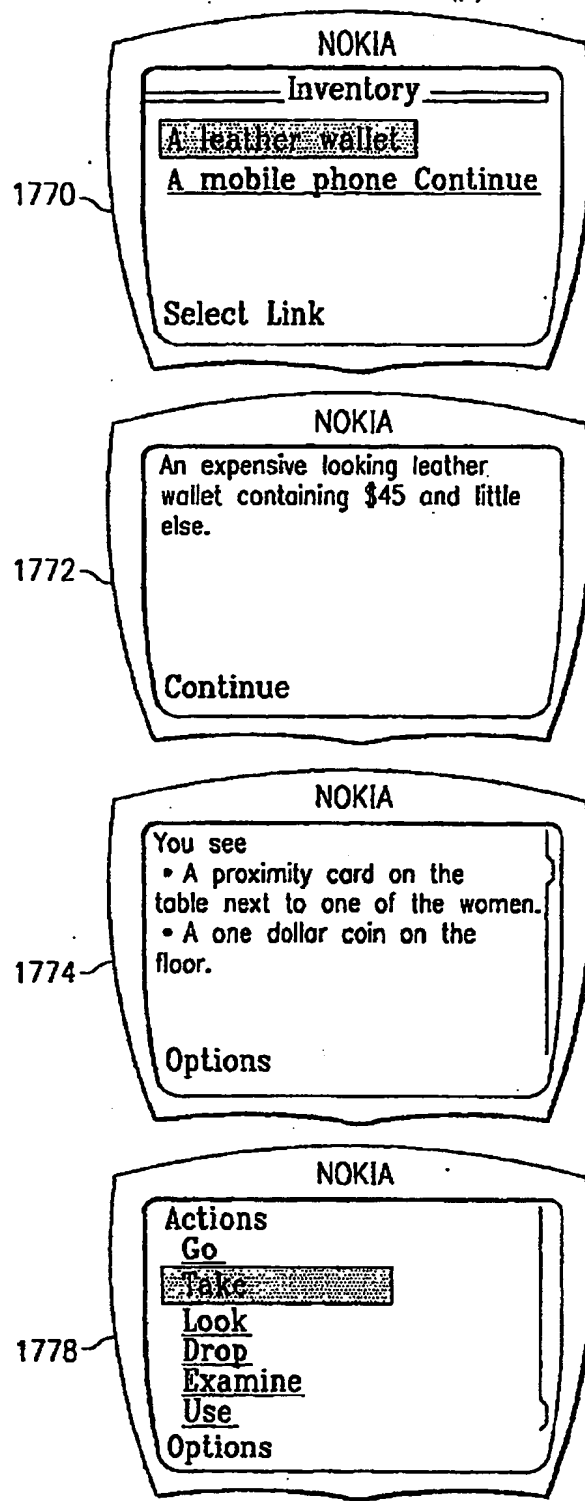 NOKIA
Inventory
A leather wallet
A mobile phone Continue
1770
Select Link
NOKIA
An expensive looking leather
wallet containing $45 and little
else.
1772
Continue
NOKIA
You see
• A proximity card on the
table next to one of the women.
• A one dollar coin on the
floor.
1774
Options
NOKIA
Actions
Go
Take
Look
Drop
1778
Examine
Use
Options